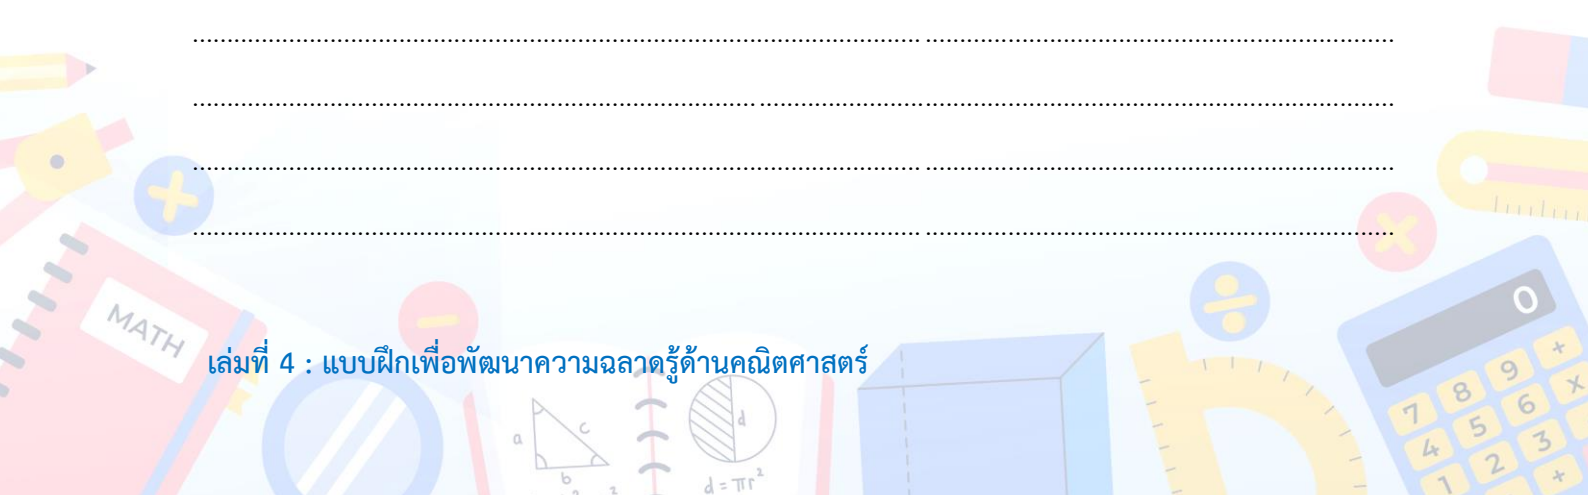 เล่มที่ 4 : แบบฝึกเพื่อพัฒนาความฉลาดรู้ด้านคณิตศาสตร์
MATH
a
c
b
d
d = πr²
0
7 8 9 +
4 5 6 x
1 2 3
+